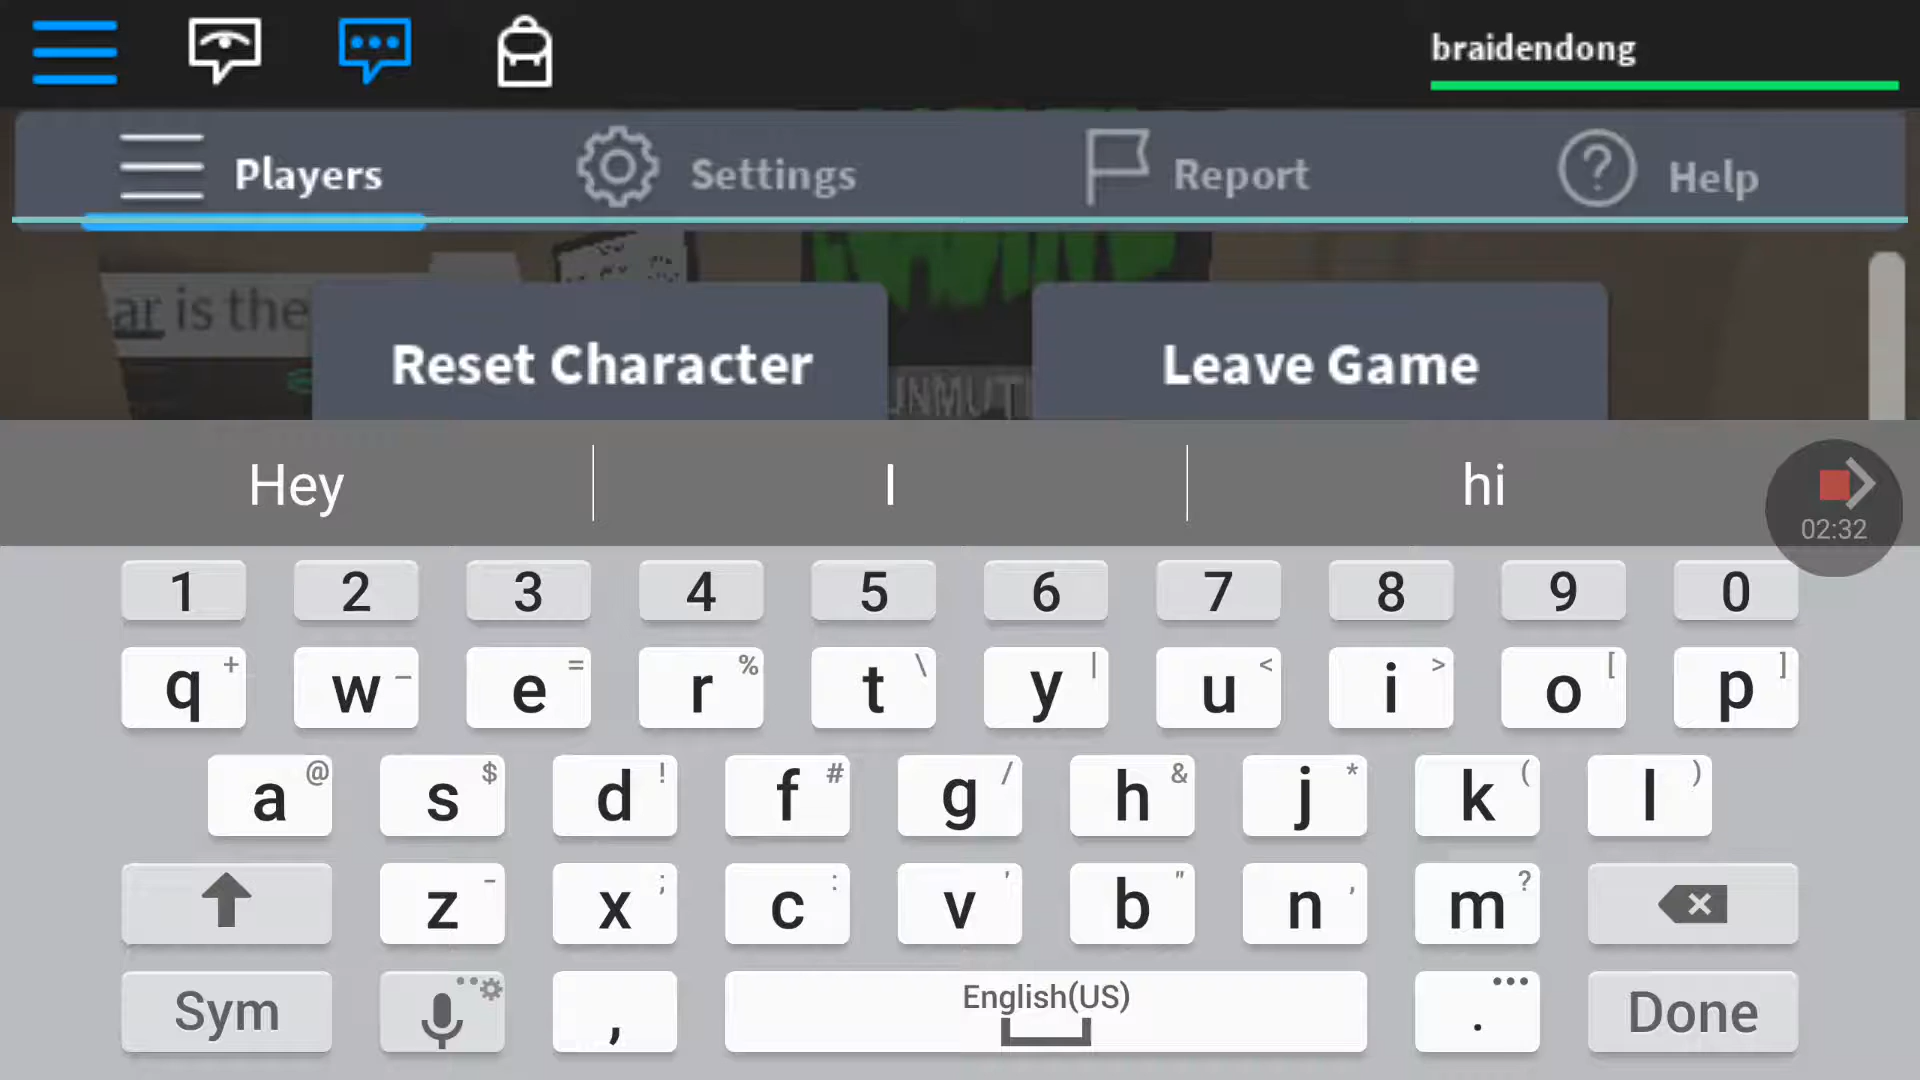 braidendong
Players
Settings
Report
Help
ar is the
Reset Character
Leave Game
Hey
I
hi
02:32
1 2 3 4 5 6 7 8 9 0
q + w _ e = r % t \ y | u < i > o [ p ]
a @ s $ d ! f # g / h & j * k ( l )
z - x ; c : v ' b " n , m ?
Sym
,
English(US)
.
Done